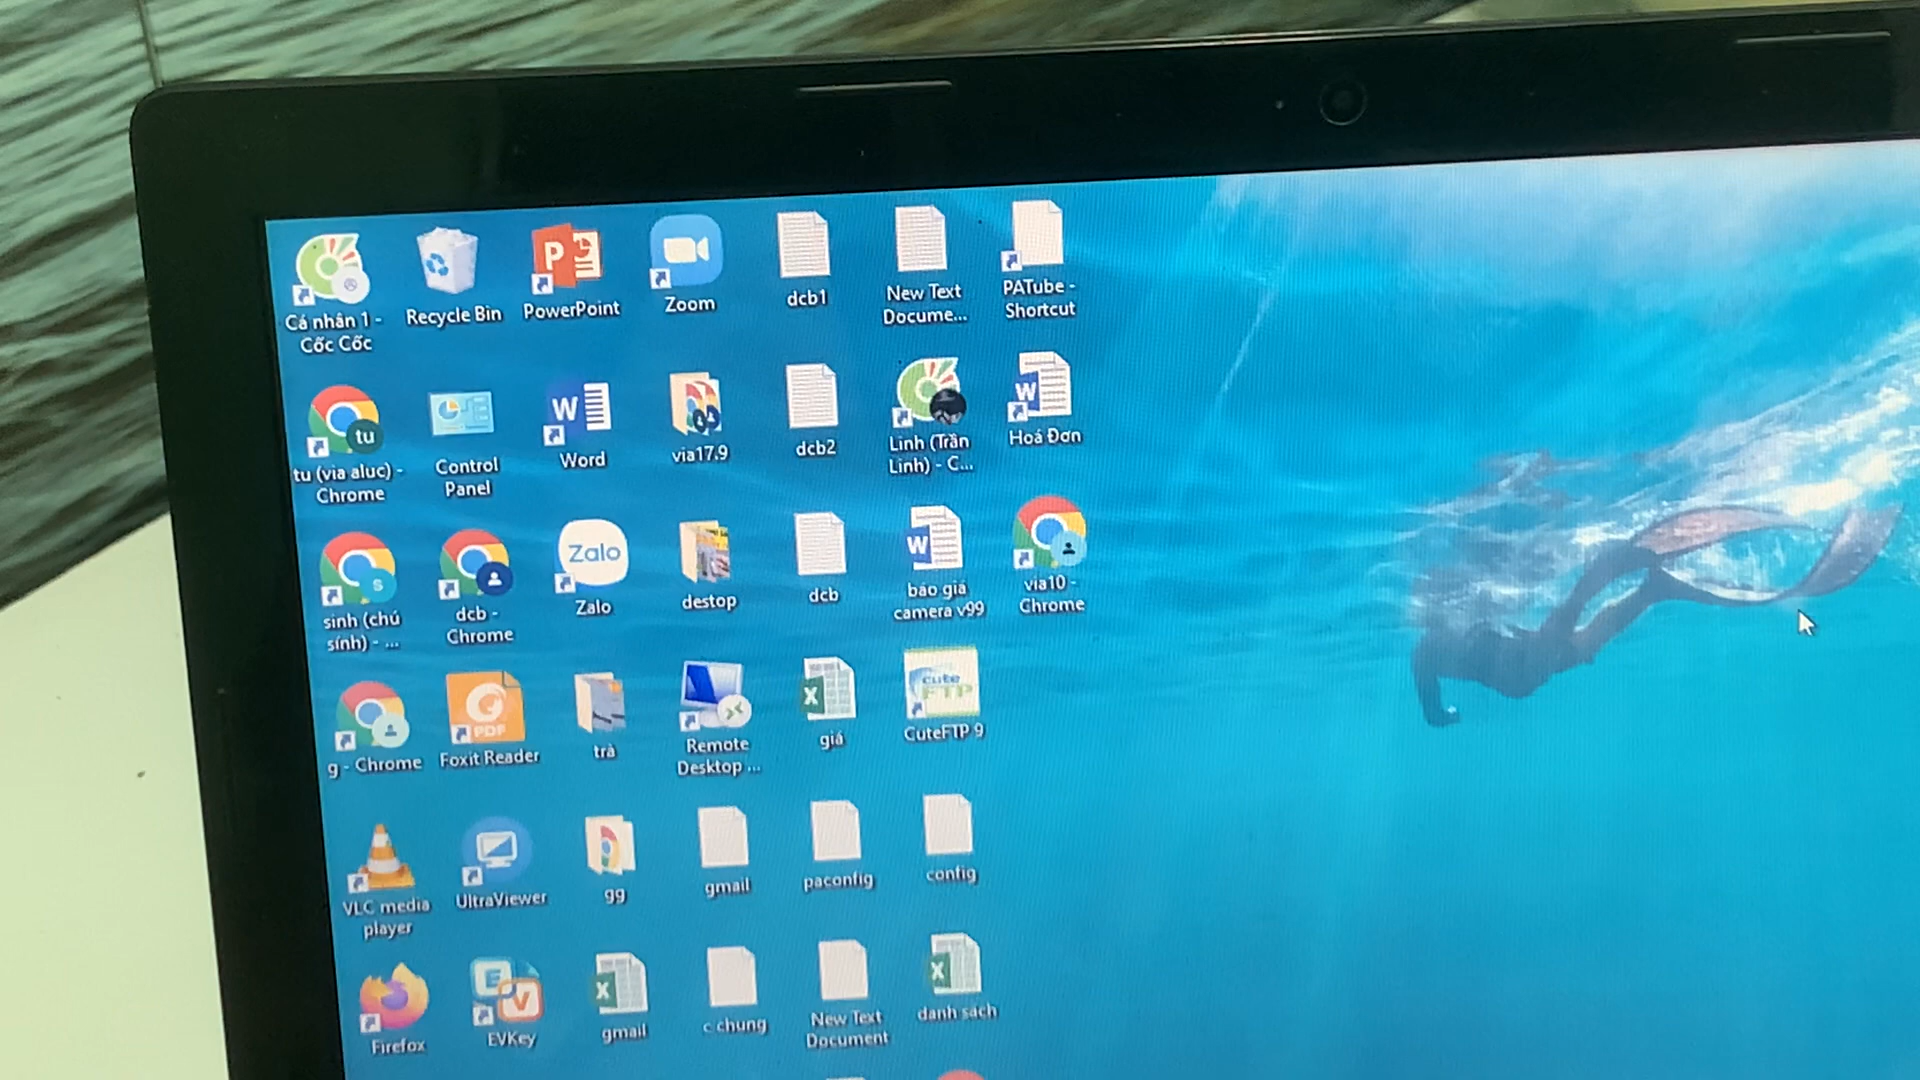 Cá nhân 1 -
Cốc Cốc
Recycle Bin
PowerPoint
Zoom
dcb1
New Text
Docume...
PATube -
Shortcut
tu
tu (via aluc) -
Chrome
Control
Panel
W
Word
via17.9
dcb2
Linh (Trần
Linh) - C...
W
Hoá Đơn
s
sinh (chú
sính) - ...
dcb -
Chrome
Zalo
Zalo
destop
dcb
W
báo giá
camera v99
via10 -
Chrome
g - Chrome
PDF
Foxit Reader
trà
Remote
Desktop ...
X
giá
cute
FTP
CuteFTP 9
VLC media
player
UltraViewer
gg
gmail
paconfig
config
Firefox
E
V
EVKey
X
gmail
c chung
New Text
Document
X
danh sách
P